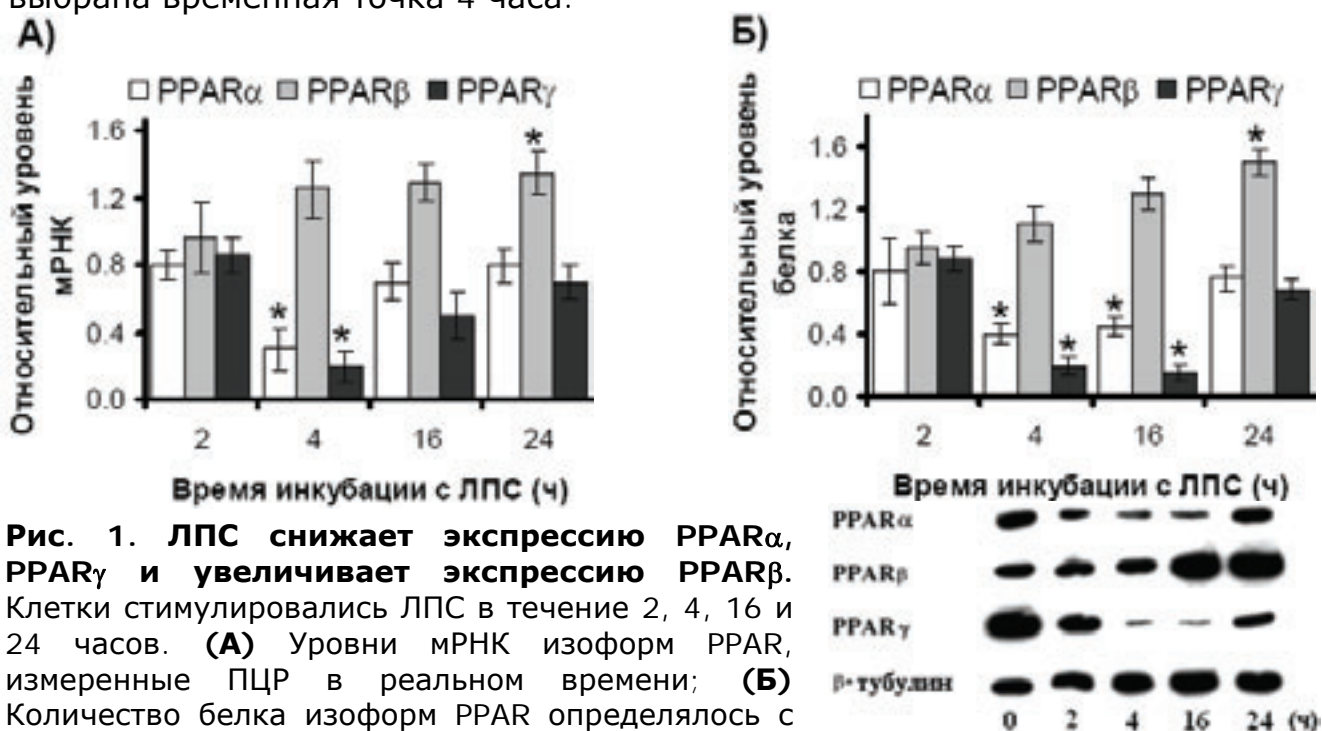 выбрана временная точка 4 часа.
А)
PPARα PPARβ PPARγ
Относительный уровень
мРНК
1.6
1.2
0.8
0.4
0.0
*
*
*
2 4 16 24
Время инкубации с ЛПС (ч)
Б)
PPARα PPARβ PPARγ
Относительный уровень
белка
1.6
1.2
0.8
0.4
0.0
*
*
*
*
*
2 4 16 24
Время инкубации с ЛПС (ч)
PPARα
PPARβ
PPARγ
β-тубулин
0 2 4 16 24 (ч)
Рис. 1. ЛПС снижает экспрессию PPARα,
PPARγ и увеличивает экспрессию PPARβ.
Клетки стимулировались ЛПС в течение 2, 4, 16 и
24 часов. (А) Уровни мРНК изоформ PPAR,
измеренные ПЦР в реальном времени; (Б)
Количество белка изоформ PPAR определялось с